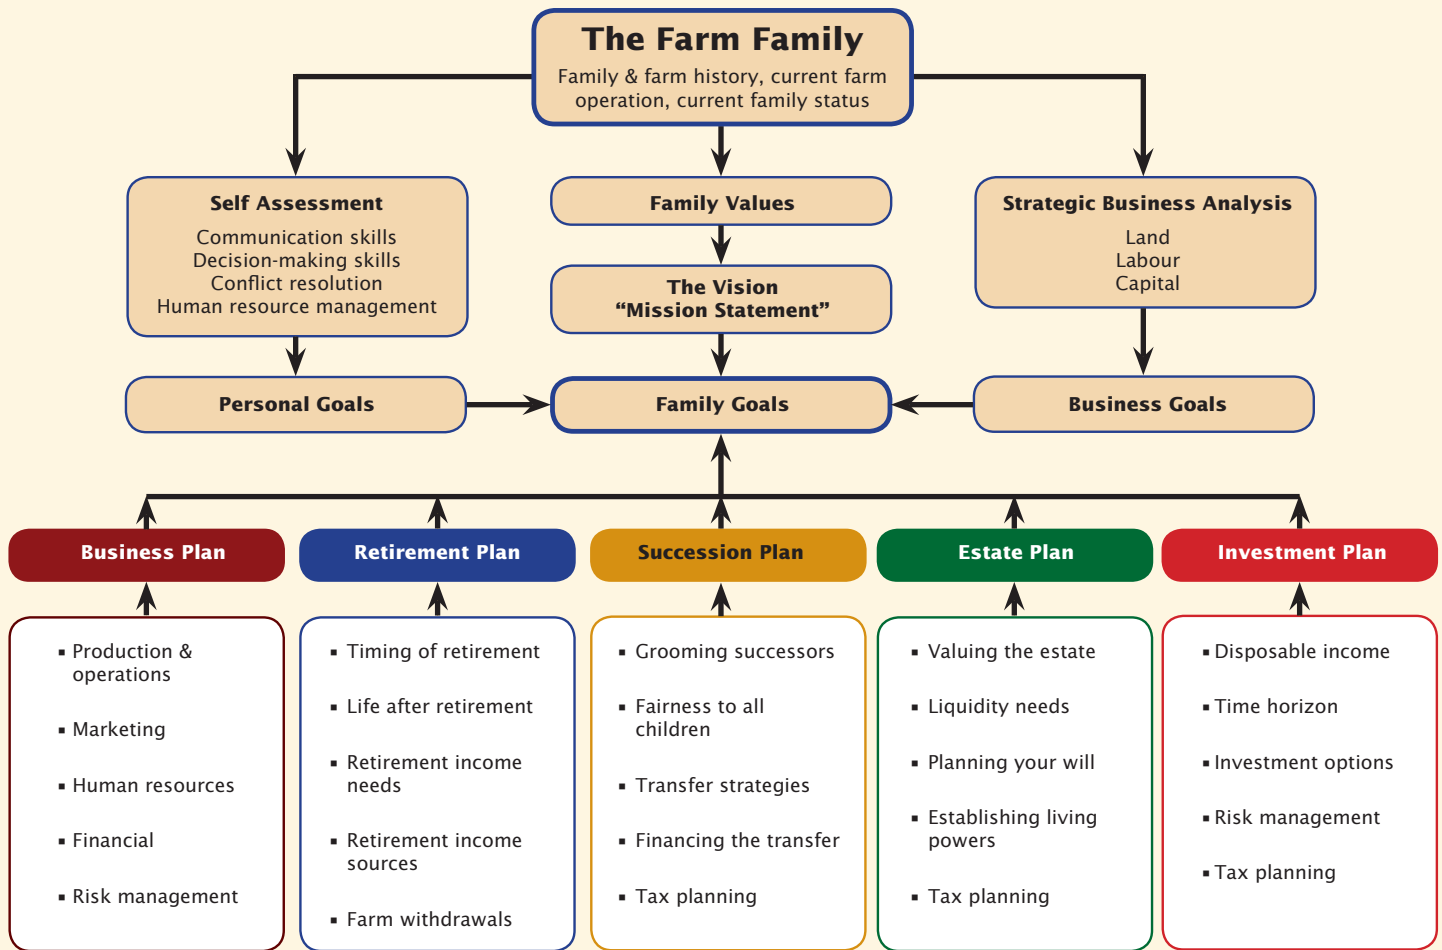 The Farm Family
Family & farm history, current farm
operation, current family status
Self Assessment
Communication skills
Decision-making skills
Conflict resolution
Human resource management
Family Values
The Vision
“Mission Statement”
Strategic Business Analysis
Land
Labour
Capital
Personal Goals
Family Goals
Business Goals
Business Plan
▪ Production &
operations
▪ Marketing
▪ Human resources
▪ Financial
▪ Risk management
Retirement Plan
▪ Timing of retirement
▪ Life after retirement
▪ Retirement income
needs
▪ Retirement income
sources
▪ Farm withdrawals
Succession Plan
▪ Grooming successors
▪ Fairness to all
children
▪ Transfer strategies
▪ Financing the transfer
▪ Tax planning
Estate Plan
▪ Valuing the estate
▪ Liquidity needs
▪ Planning your will
▪ Establishing living
powers
▪ Tax planning
Investment Plan
▪ Disposable income
▪ Time horizon
▪ Investment options
▪ Risk management
▪ Tax planning